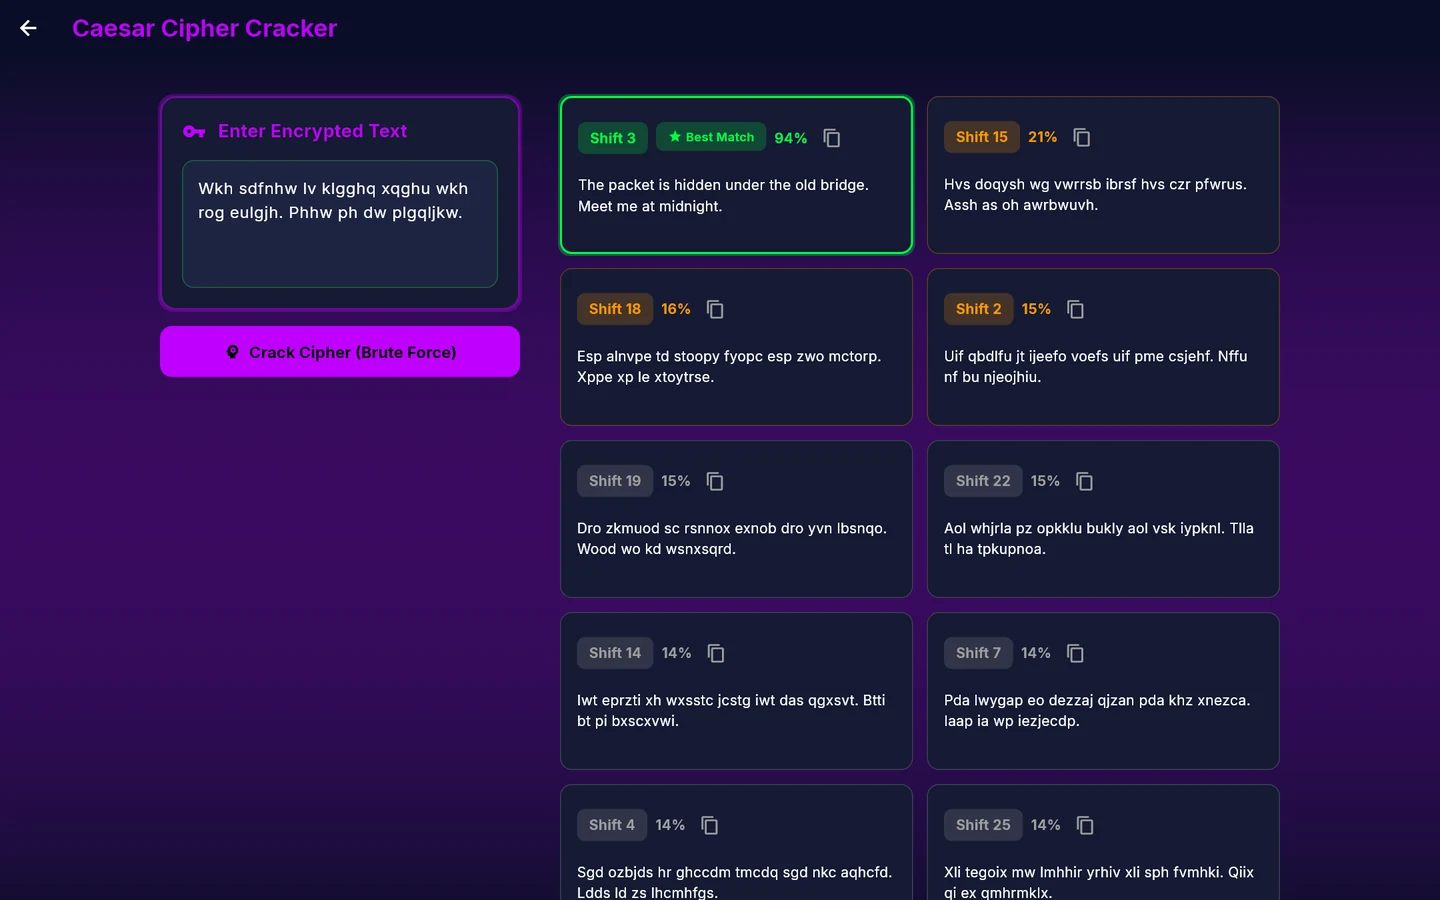 Caesar Cipher Cracker
Enter Encrypted Text
Wkh sdfnhw lv klgghq xqghu wkh
rog eulgjh. Phhw ph dw plgqljkw.
Crack Cipher (Brute Force)
Shift 3
Best Match
94%
The packet is hidden under the old bridge.
Meet me at midnight.
Shift 15
21%
Hvs doqysh wg vwrrsb ibrsf hvs czr pfwrus.
Assh as oh awrbwuvh.
Shift 18
16%
Esp alnvpe td stoopy fyopc esp zwo mctorp.
Xppe xp le xtoytrse.
Shift 2
15%
Uif qbdlfu jt ijeefo voefs uif pme csjehf. Nffu
nf bu njeojhiu.
Shift 19
15%
Dro zkmuod sc rsnnox exnob dro yvn lbsnqo.
Wood wo kd wsnxsqrd.
Shift 22
15%
Aol whjrla pz opkklu bukly aol vsk iypknl. Tlla
tl ha tpkupnoa.
Shift 14
14%
Iwt eprzti xh wxsstc jcstg iwt das qgxsvt. Btti
bt pi bxscxvwi.
Shift 7
14%
Pda lwygap eo dezzaj qjzan pda khz xnezca.
Iaap ia wp iezjecdp.
Shift 4
14%
Sgd ozbjds hr ghccdm tmcdq sgd nkc aqhcfd.
Ldds ld zs lhcmhfgs.
Shift 25
14%
Xli tegoix mw lmhhir yrhiv xli sph fvmhki. Qiix
qi ex qmhrmklx.